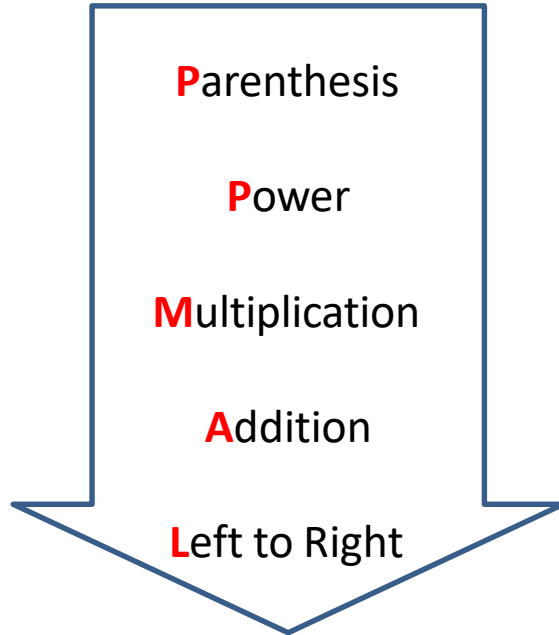 Parenthesis
Power
Multiplication
Addition
Left to Right